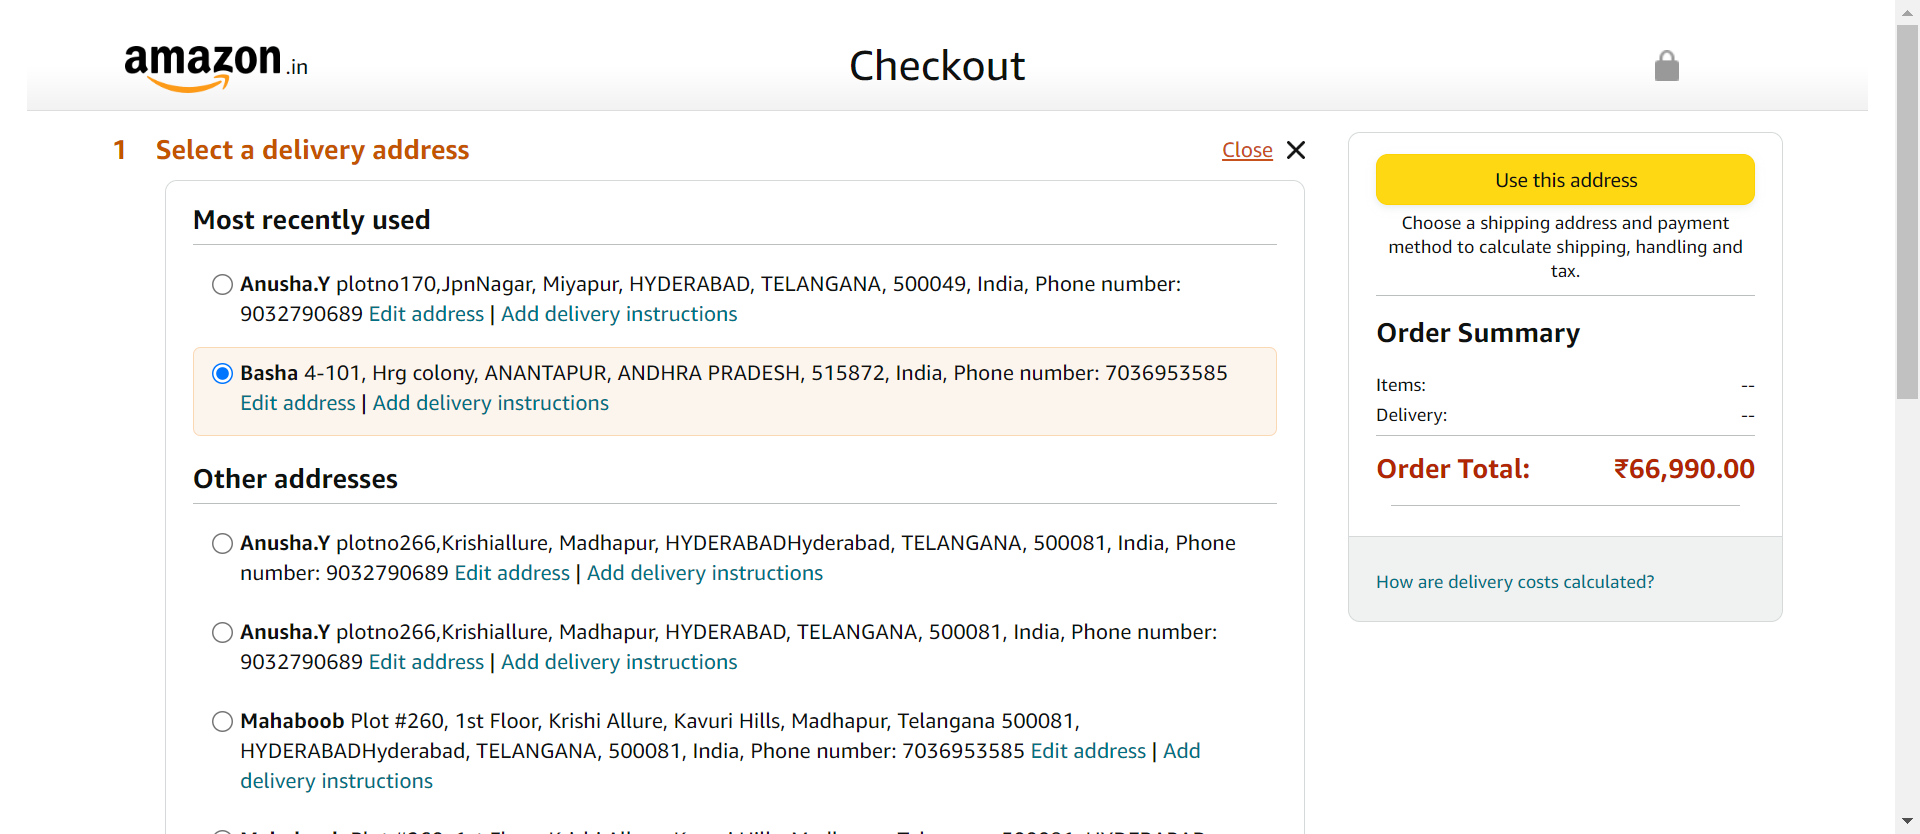 amazon.in
Checkout
1 Select a delivery address
Close
Most recently used
Anusha.Y plotno170,JpnNagar, Miyapur, HYDERABAD, TELANGANA, 500049, India, Phone number:
9032790689 Edit address | Add delivery instructions
Basha 4-101, Hrg colony, ANANTAPUR, ANDHRA PRADESH, 515872, India, Phone number: 7036953585
Edit address | Add delivery instructions
Other addresses
Anusha.Y plotno266,Krishiallure, Madhapur, HYDERABADHyderabad, TELANGANA, 500081, India, Phone
number: 9032790689 Edit address | Add delivery instructions
Anusha.Y plotno266,Krishiallure, Madhapur, HYDERABAD, TELANGANA, 500081, India, Phone number:
9032790689 Edit address | Add delivery instructions
Mahaboob Plot #260, 1st Floor, Krishi Allure, Kavuri Hills, Madhapur, Telangana 500081,
HYDERABADHyderabad, TELANGANA, 500081, India, Phone number: 7036953585 Edit address | Add
delivery instructions
Use this address
Choose a shipping address and payment
method to calculate shipping, handling and
tax.
Order Summary
Items: --
Delivery: --
Order Total: ₹66,990.00
How are delivery costs calculated?